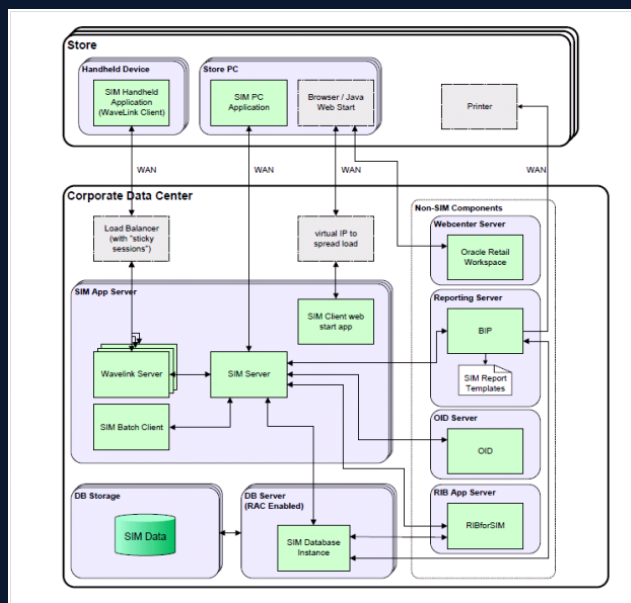 Store
Handheld Device
SIM Handheld
Application
(WaveLink Client)
Store PC
SIM PC
Application
Browser / Java
Web Start
Printer
WAN
WAN
WAN
WAN
Corporate Data Center
Load Balancer
(with "sticky
sessions")
virtual IP to
spread load
Non-SIM Components
Webcenter Server
Oracle Retail
Workspace
SIM App Server
SIM Client web
start app
Reporting Server
BIP
SIM Report
Templates
Wavelink Server
SIM Server
SIM Batch Client
OID Server
OID
DB Storage
SIM Data
DB Server
(RAC Enabled)
SIM Database
Instance
RIB App Server
RIBforSIM